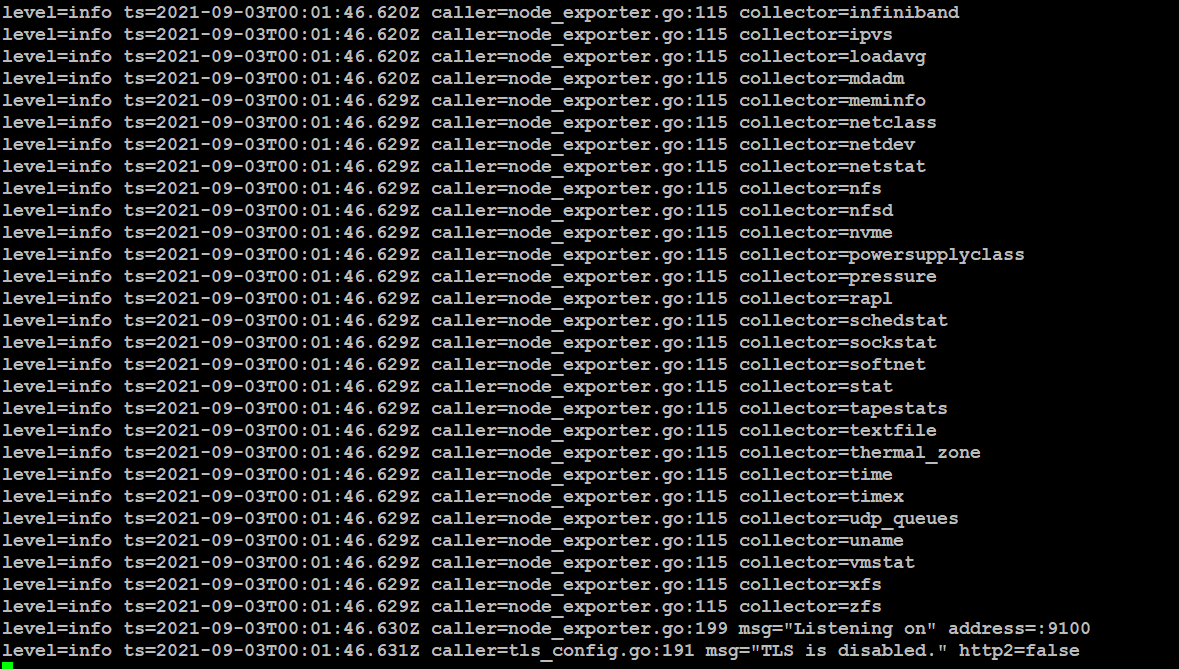 level=info ts=2021-09-03T00:01:46.620Z caller=node_exporter.go:115 collector=infiniband
level=info ts=2021-09-03T00:01:46.620Z caller=node_exporter.go:115 collector=ipvs
level=info ts=2021-09-03T00:01:46.620Z caller=node_exporter.go:115 collector=loadavg
level=info ts=2021-09-03T00:01:46.620Z caller=node_exporter.go:115 collector=mdadm
level=info ts=2021-09-03T00:01:46.629Z caller=node_exporter.go:115 collector=meminfo
level=info ts=2021-09-03T00:01:46.629Z caller=node_exporter.go:115 collector=netclass
level=info ts=2021-09-03T00:01:46.629Z caller=node_exporter.go:115 collector=netdev
level=info ts=2021-09-03T00:01:46.629Z caller=node_exporter.go:115 collector=netstat
level=info ts=2021-09-03T00:01:46.629Z caller=node_exporter.go:115 collector=nfs
level=info ts=2021-09-03T00:01:46.629Z caller=node_exporter.go:115 collector=nfsd
level=info ts=2021-09-03T00:01:46.629Z caller=node_exporter.go:115 collector=nvme
level=info ts=2021-09-03T00:01:46.629Z caller=node_exporter.go:115 collector=powersupplyclass
level=info ts=2021-09-03T00:01:46.629Z caller=node_exporter.go:115 collector=pressure
level=info ts=2021-09-03T00:01:46.629Z caller=node_exporter.go:115 collector=rapl
level=info ts=2021-09-03T00:01:46.629Z caller=node_exporter.go:115 collector=schedstat
level=info ts=2021-09-03T00:01:46.629Z caller=node_exporter.go:115 collector=sockstat
level=info ts=2021-09-03T00:01:46.629Z caller=node_exporter.go:115 collector=softnet
level=info ts=2021-09-03T00:01:46.629Z caller=node_exporter.go:115 collector=stat
level=info ts=2021-09-03T00:01:46.629Z caller=node_exporter.go:115 collector=tapestats
level=info ts=2021-09-03T00:01:46.629Z caller=node_exporter.go:115 collector=textfile
level=info ts=2021-09-03T00:01:46.629Z caller=node_exporter.go:115 collector=thermal_zone
level=info ts=2021-09-03T00:01:46.629Z caller=node_exporter.go:115 collector=time
level=info ts=2021-09-03T00:01:46.629Z caller=node_exporter.go:115 collector=timex
level=info ts=2021-09-03T00:01:46.629Z caller=node_exporter.go:115 collector=udp_queues
level=info ts=2021-09-03T00:01:46.629Z caller=node_exporter.go:115 collector=uname
level=info ts=2021-09-03T00:01:46.629Z caller=node_exporter.go:115 collector=vmstat
level=info ts=2021-09-03T00:01:46.629Z caller=node_exporter.go:115 collector=xfs
level=info ts=2021-09-03T00:01:46.629Z caller=node_exporter.go:115 collector=zfs
level=info ts=2021-09-03T00:01:46.630Z caller=node_exporter.go:199 msg="Listening on" address=:9100
level=info ts=2021-09-03T00:01:46.631Z caller=tls_config.go:191 msg="TLS is disabled." http2=false